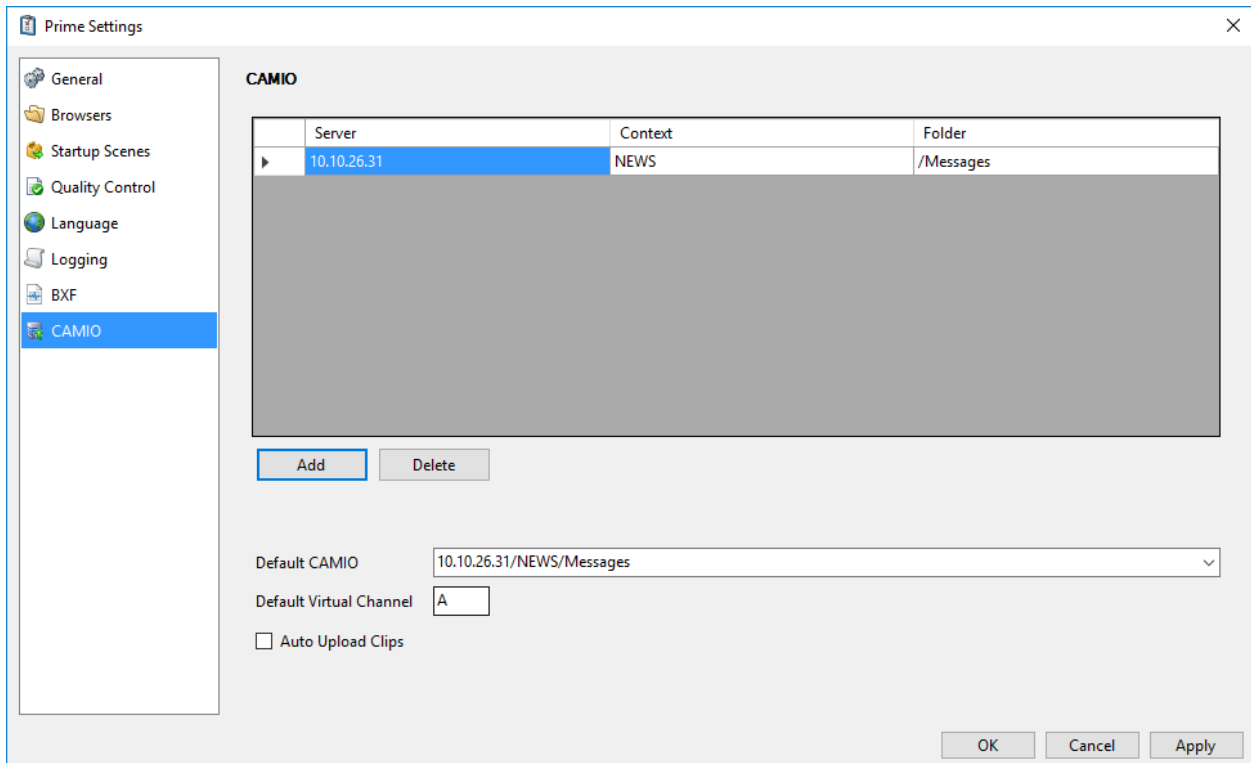 Prime Settings
General
Browsers
Startup Scenes
Quality Control
Language
Logging
BXF
CAMIO
CAMIO
Server Context Folder
10.10.26.31 NEWS /Messages
Add Delete
Default CAMIO 10.10.26.31/NEWS/Messages
Default Virtual Channel A
Auto Upload Clips
OK Cancel Apply